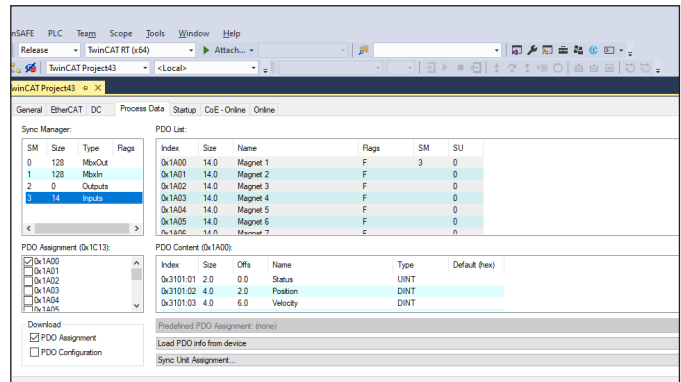 nSAFE PLC Team Scope Tools Window Help
Release TwinCAT RT (x64) Attach...
TwinCAT Project43 <Local>
winCAT Project43
General EtherCAT DC Process Data Startup CoE - Online Online
Sync Manager:
SM Size Type Flags
0 128 MbxOut
1 128 MbxIn
2 0 Outputs
3 14 Inputs
PDO List:
Index Size Name Flags SM SU
0x1A00 14.0 Magnet 1 F 3 0
0x1A01 14.0 Magnet 2 F 0
0x1A02 14.0 Magnet 3 F 0
0x1A03 14.0 Magnet 4 F 0
0x1A04 14.0 Magnet 5 F 0
0x1A05 14.0 Magnet 6 F 0
0x1A06 14.0 Magnet 7 F 0
PDO Assignment (0x1C13):
0x1A00
0x1A01
0x1A02
0x1A03
0x1A04
0x1A05
PDO Content (0x1A00):
Index Size Offs Name Type Default (hex)
0x3101:01 2.0 0.0 Status UINT
0x3101:02 4.0 2.0 Position DINT
0x3101:03 4.0 6.0 Velocity DINT
Download
PDO Assignment
PDO Configuration
Predefined PDO Assignment: (none)
Load PDO info from device
Sync Unit Assignment...